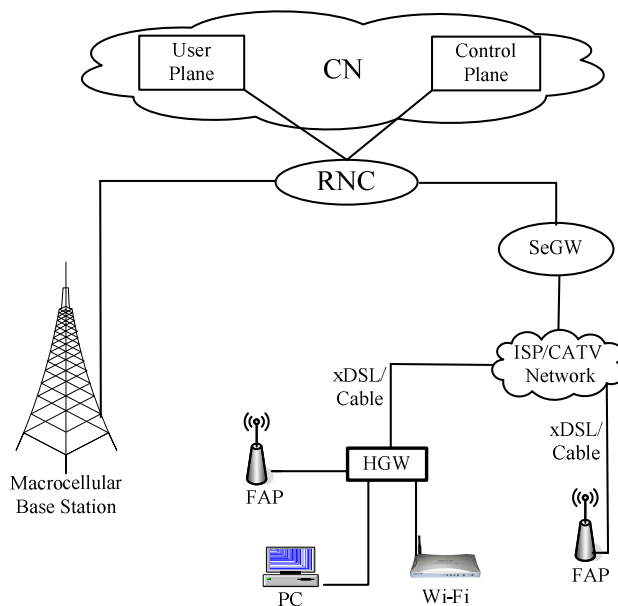 User
Plane
CN
Control
Plane
RNC
SeGW
ISP/CATV
Network
xDSL/
Cable
xDSL/
Cable
HGW
FAP
Macrocellular
Base Station
FAP
PC
Wi-Fi